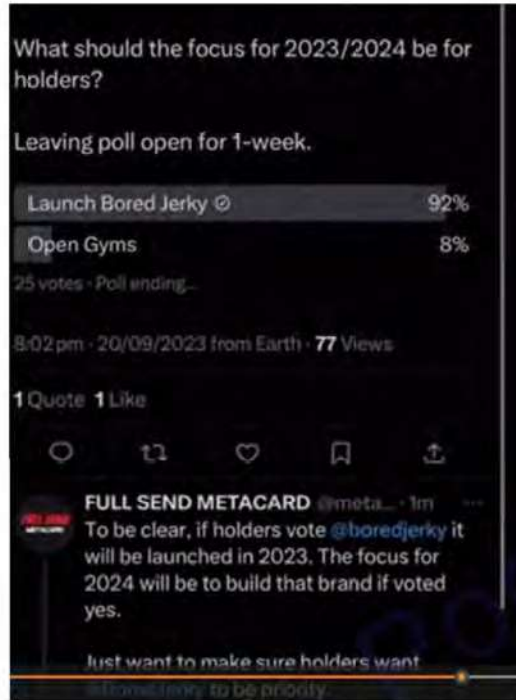 What should the focus for 2023/2024 be for
holders?
Leaving poll open for 1-week.
Launch Bored Jerky 92%
Open Gyms 8%
25 votes · Poll ending...
8:02 pm · 20/09/2023 from Earth · 77 Views
1 Quote 1 Like
FULL SEND METACARD @meta... · 1m
To be clear, if holders vote @boredjerky it
will be launched in 2023. The focus for
2024 will be to build that brand if voted
yes.
Just want to make sure holders want
to be priority.